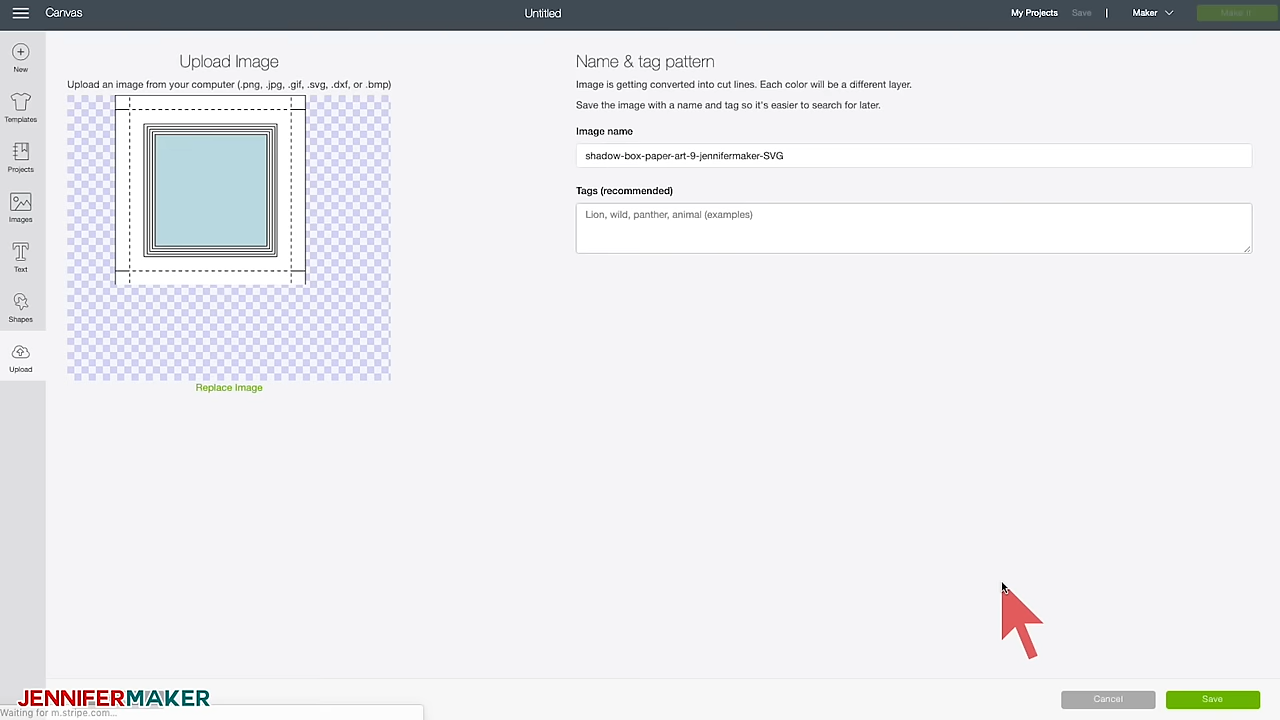 Canvas
Untitled
My Projects Save | Maker Make It
New
Templates
Projects
Images
Text
Shapes
Upload
Upload Image
Upload an image from your computer (.png, .jpg, .gif, .svg, .dxf, or .bmp)
Replace Image
Name & tag pattern
Image is getting converted into cut lines. Each color will be a different layer.
Save the image with a name and tag so it's easier to search for later.
Image name
shadow-box-paper-art-9-jennifermaker-SVG
Tags (recommended)
Lion, wild, panther, animal (examples)
Cancel Save
JENNIFERMAKER
Waiting for m.stripe.com...